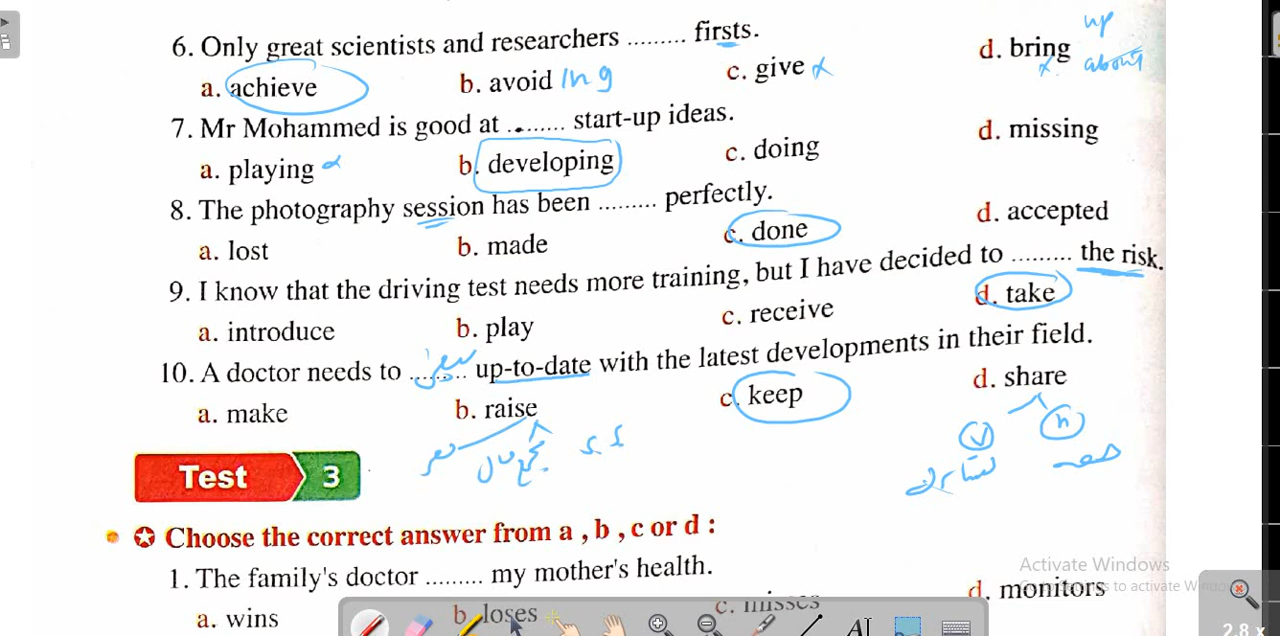 6. Only great scientists and researchers ......... firsts.
a. achieve b. avoid ing c. give x d. bring x up about
7. Mr Mohammed is good at ......... start-up ideas.
a. playing x b. developing c. doing d. missing
8. The photography session has been ......... perfectly.
a. lost b. made c. done d. accepted
9. I know that the driving test needs more training, but I have decided to ......... the risk.
a. introduce b. play c. receive d. take
10. A doctor needs to ......... up-to-date with the latest developments in their field.
a. make b. raise c. keep d. share
v n
Test 3
Choose the correct answer from a , b , c or d :
1. The family's doctor ......... my mother's health.
a. wins b. loses c. misses d. monitors
Activate Windows
2.8 x